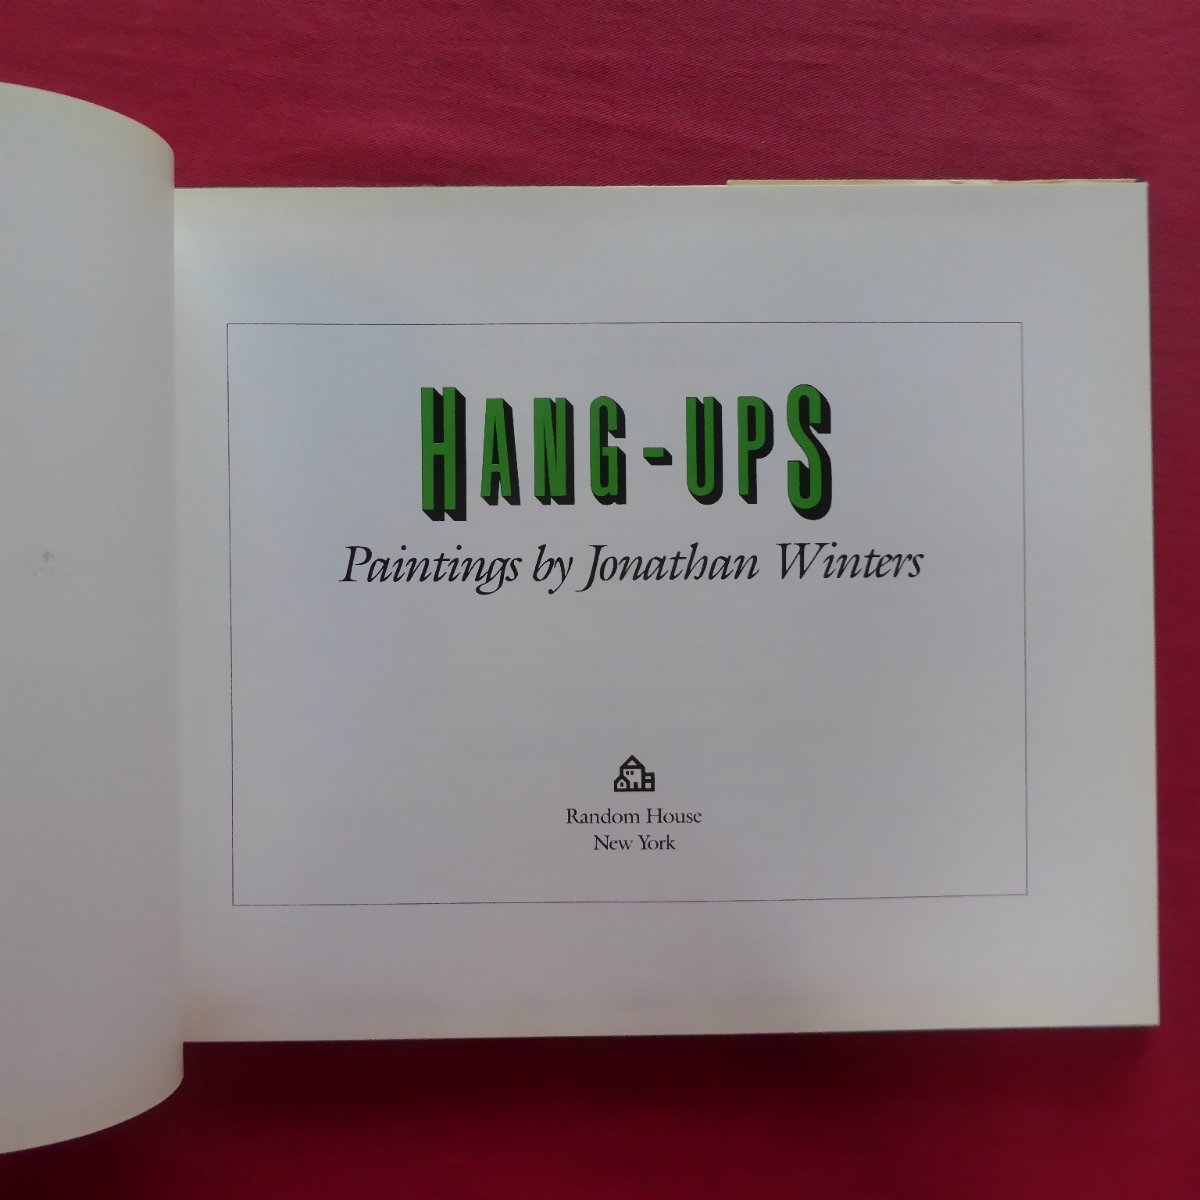 HANG-UPS
Paintings by Jonathan Winters
Random House
New York